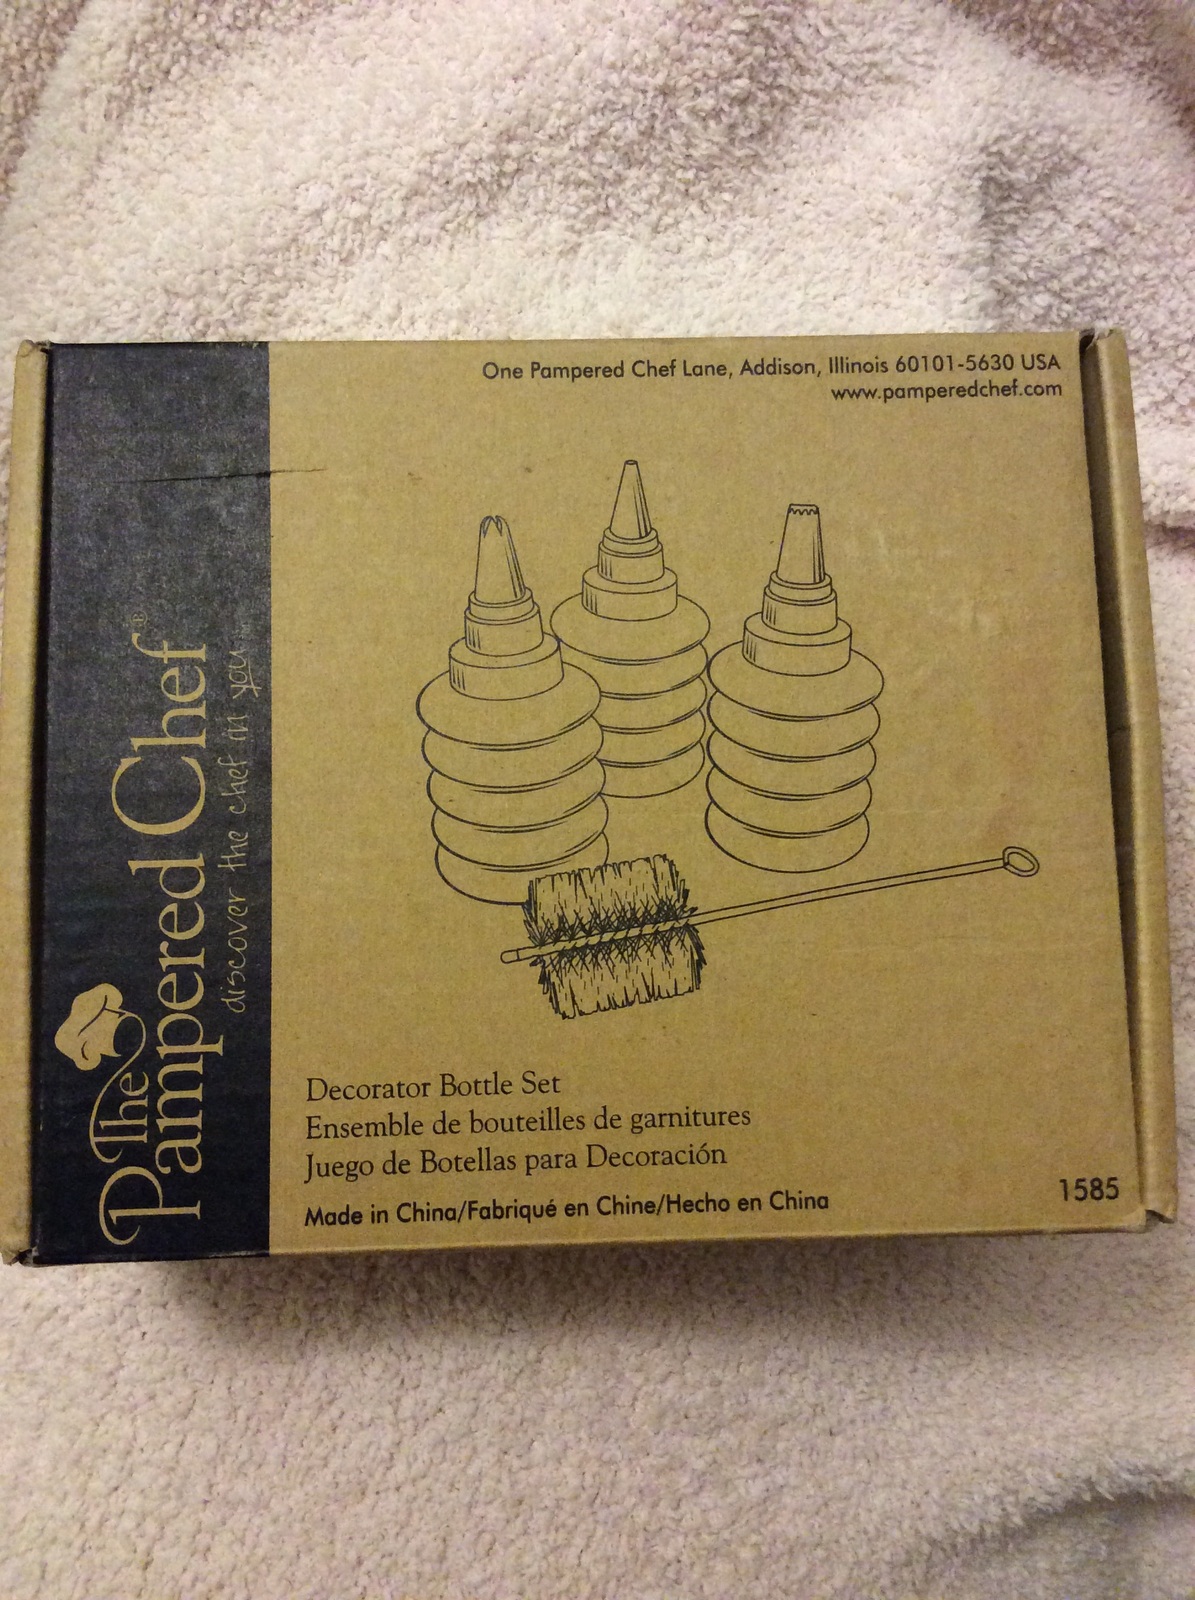 One Pampered Chef Lane, Addison, Illinois 60101-5630 USA
www.pamperedchef.com
The
Pampered Chef®
discover the chef in you
Decorator Bottle Set
Ensemble de bouteilles de garnitures
Juego de Botellas para Decoración
Made in China/Fabriqué en Chine/Hecho en China
1585